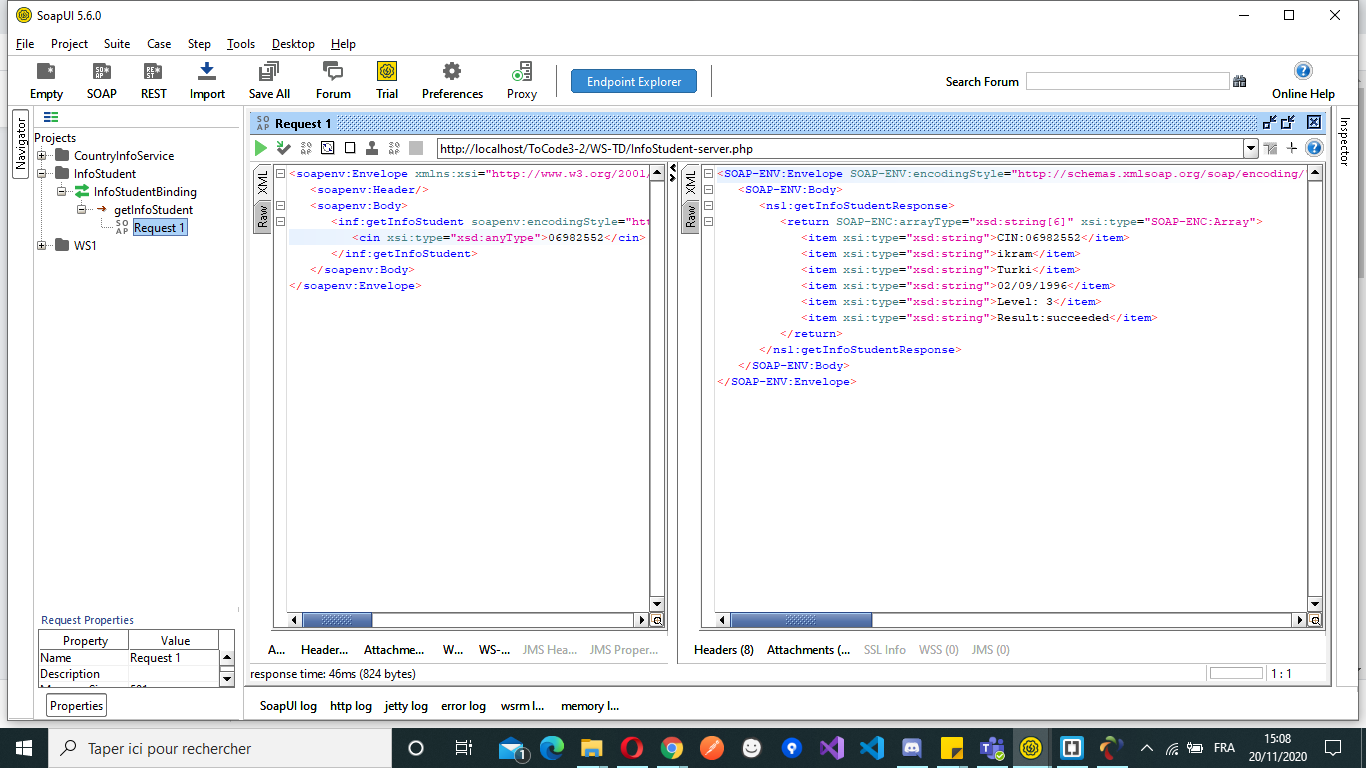 SoapUI 5.6.0
File Project Suite Case Step Tools Desktop Help
Empty SOAP REST Import Save All Forum Trial Preferences Proxy Endpoint Explorer Search Forum Online Help
Navigator
Projects
CountryInfoService
InfoStudent
InfoStudentBinding
getInfoStudent
Request 1
WS1
Request Properties
Property Value
Name Request 1
Description
Properties
Request 1
http://localhost/ToCode3-2/WS-TD/InfoStudent-server.php
XML
Raw
<soapenv:Envelope xmlns:xsi="http://www.w3.org/2001/
<soapenv:Header/>
<soapenv:Body>
<inf:getInfoStudent soapenv:encodingStyle="htt
<cin xsi:type="xsd:anyType">06982552</cin>
</inf:getInfoStudent>
</soapenv:Body>
</soapenv:Envelope>
A... Header... Attachme... W... WS-... JMS Hea... JMS Proper...
XML
Raw
<SOAP-ENV:Envelope SOAP-ENV:encodingStyle="http://schemas.xmlsoap.org/soap/encoding/"
<SOAP-ENV:Body>
<ns1:getInfoStudentResponse>
<return SOAP-ENC:arrayType="xsd:string[6]" xsi:type="SOAP-ENC:Array">
<item xsi:type="xsd:string">CIN:06982552</item>
<item xsi:type="xsd:string">ikram</item>
<item xsi:type="xsd:string">Turki</item>
<item xsi:type="xsd:string">02/09/1996</item>
<item xsi:type="xsd:string">Level: 3</item>
<item xsi:type="xsd:string">Result:succeeded</item>
</return>
</ns1:getInfoStudentResponse>
</SOAP-ENV:Body>
</SOAP-ENV:Envelope>
Headers (8) Attachments (... SSL Info WSS (0) JMS (0)
Inspector
response time: 46ms (824 bytes)
1 : 1
SoapUI log http log jetty log error log wsrm l... memory l...
Taper ici pour rechercher
1
FRA
15:08
20/11/2020